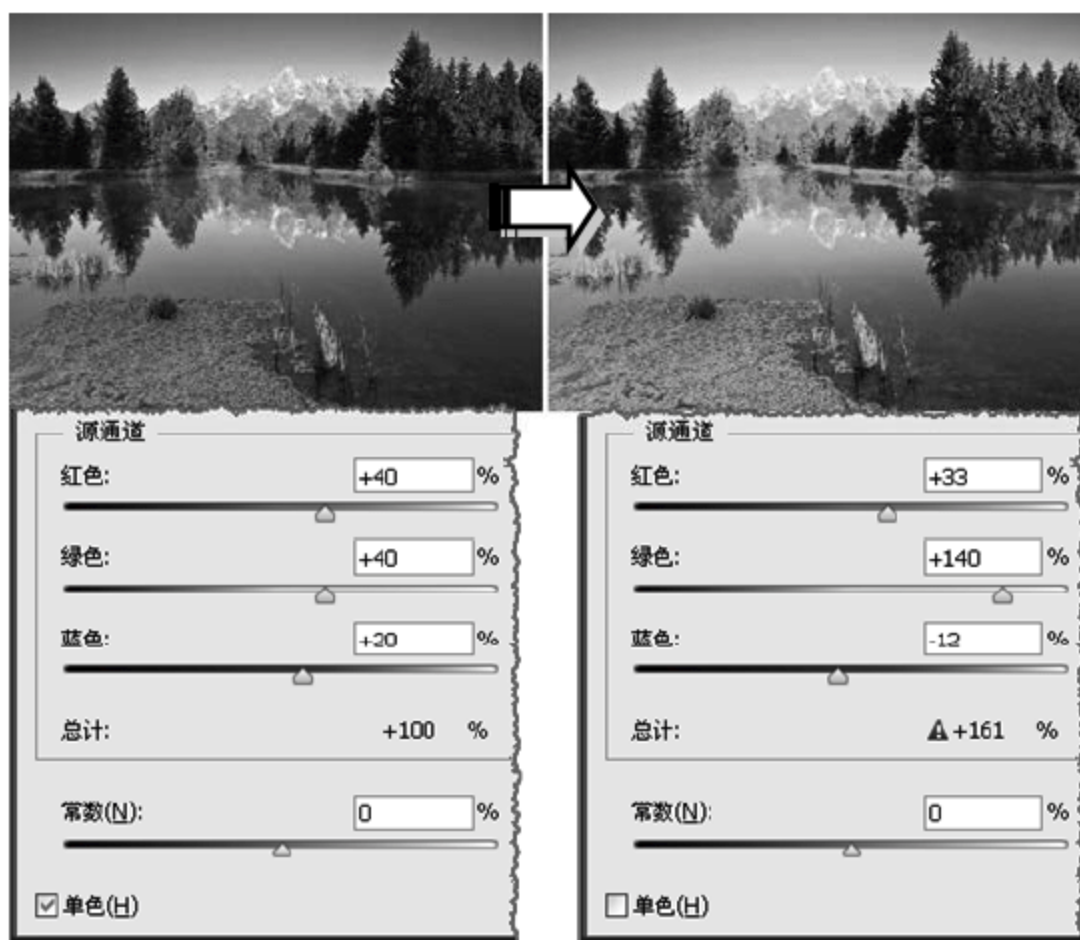 源通道
红色: +40 %
绿色: +40 %
蓝色: +20 %
总计: +100 %
常数(N): 0 %
单色(H)
源通道
红色: +33 %
绿色: +140 %
蓝色: -12 %
总计: +161 %
常数(N): 0 %
单色(H)